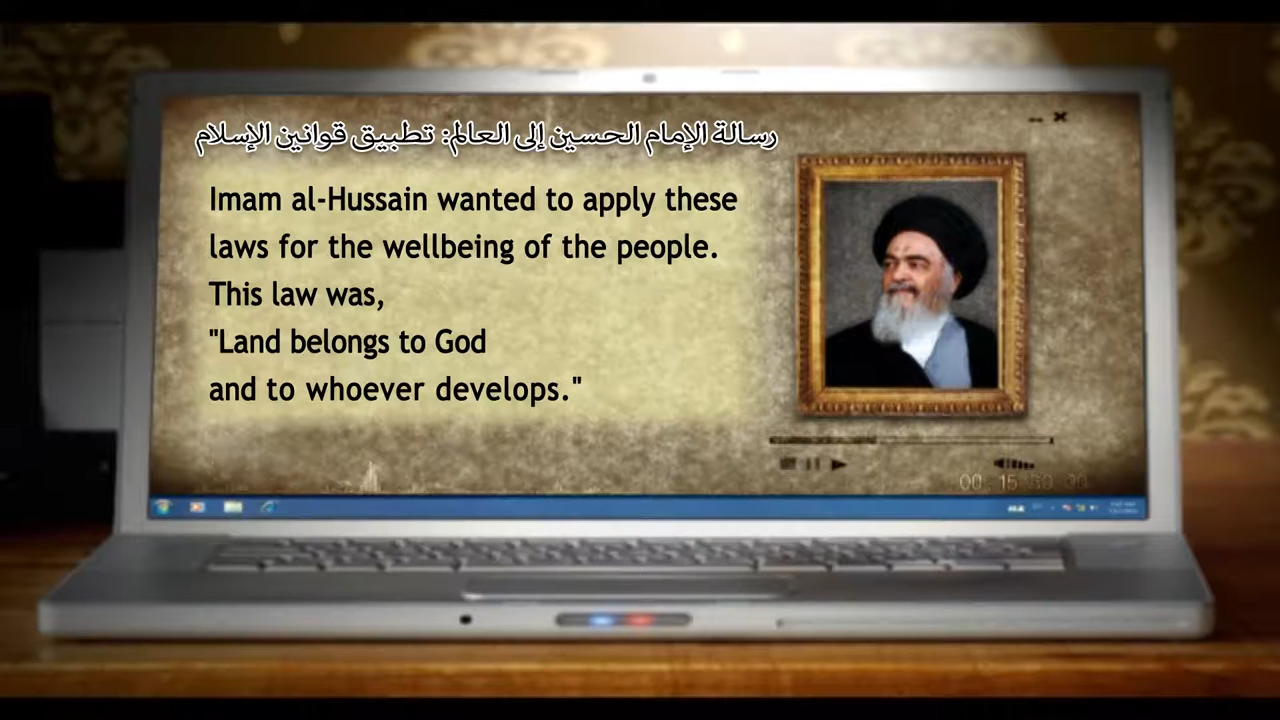 رسالة الإمام الحسين إلى العالم: تطبيق قوانين الإسلام
Imam al-Hussain wanted to apply these
laws for the wellbeing of the people.
This law was,
"Land belongs to God
and to whoever develops."